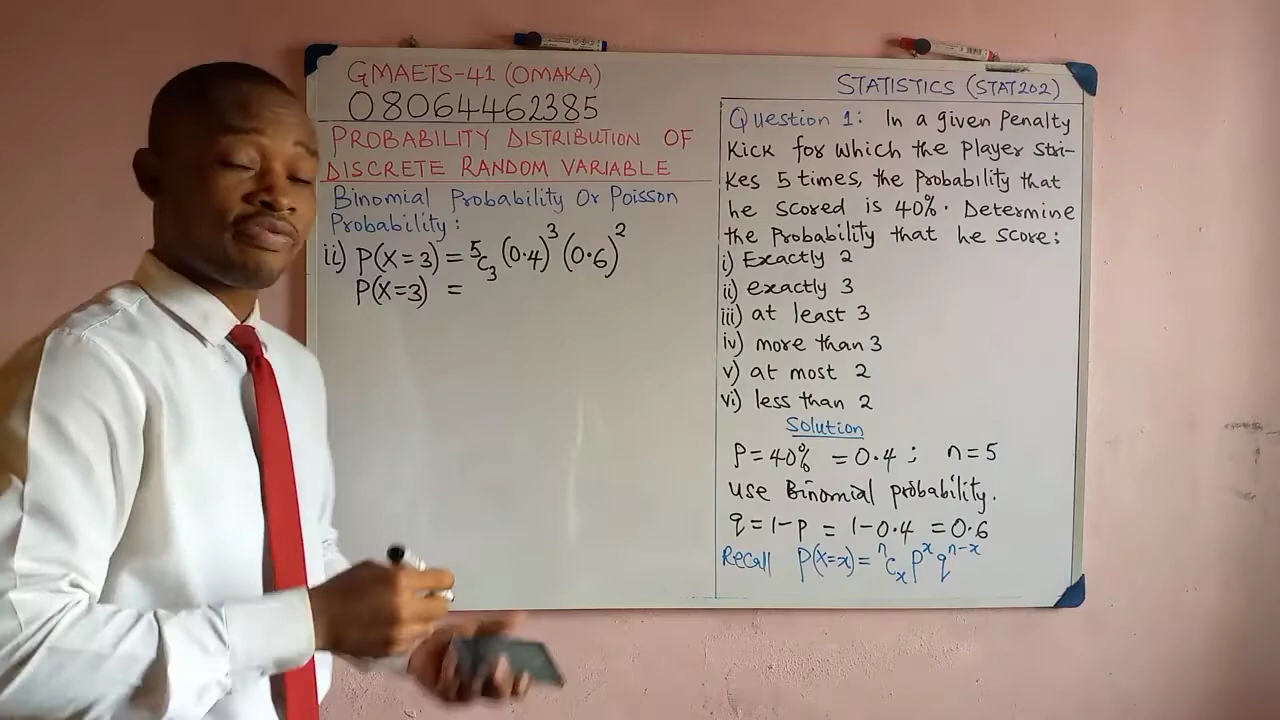 GMAETS-41 (OMAKA)
08064462385
PROBABILITY DISTRIBUTION OF
DISCRETE RANDOM VARIABLE
Binomial Probability Or Poisson
Probability:
ii) P(X=3) = ⁵C₃ (0.4)³ (0.6)²
P(X=3) =
STATISTICS (STAT202)
Question 1: In a given Penalty
Kick for which the Player Stri-
Kes 5 times, the Probability that
he scored is 40%. Determine
the Probability that he Score:
i) Exactly 2
ii) exactly 3
iii) at least 3
iv) more than 3
v) at most 2
vi) less than 2
Solution
P=40% = 0.4; n=5
use Binomial probability.
q = 1-p = 1-0.4 = 0.6
Recall P(X=x) = ⁿCₓ pˣ qⁿ⁻ˣ